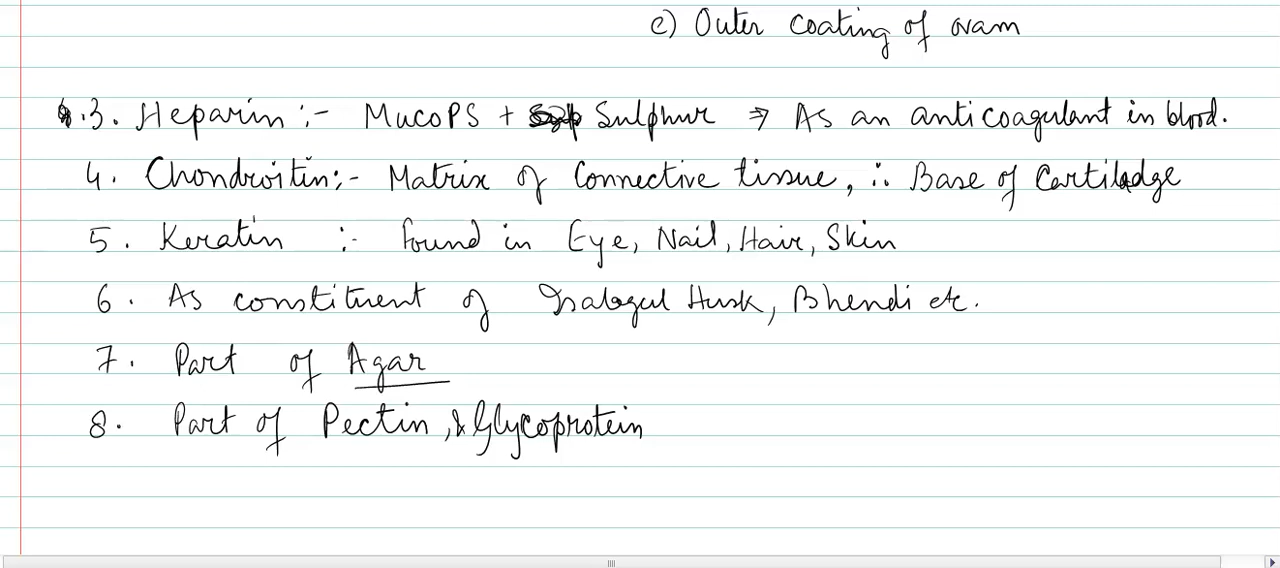 e) Outer coating of ovam
3. Heparin :- MucoPS + Sulphur ⇒ As an anticoagulant in blood.
4. Chondroitin:- Matrix of Connective tissue, ∴ Base of Cartiladge
5. Keratin :- found in Eye, Nail, Hair, Skin
6. As constituent of Isabgul Husk, Bhendi etc.
7. Part of Agar
8. Part of Pectin, & Glycoprotein